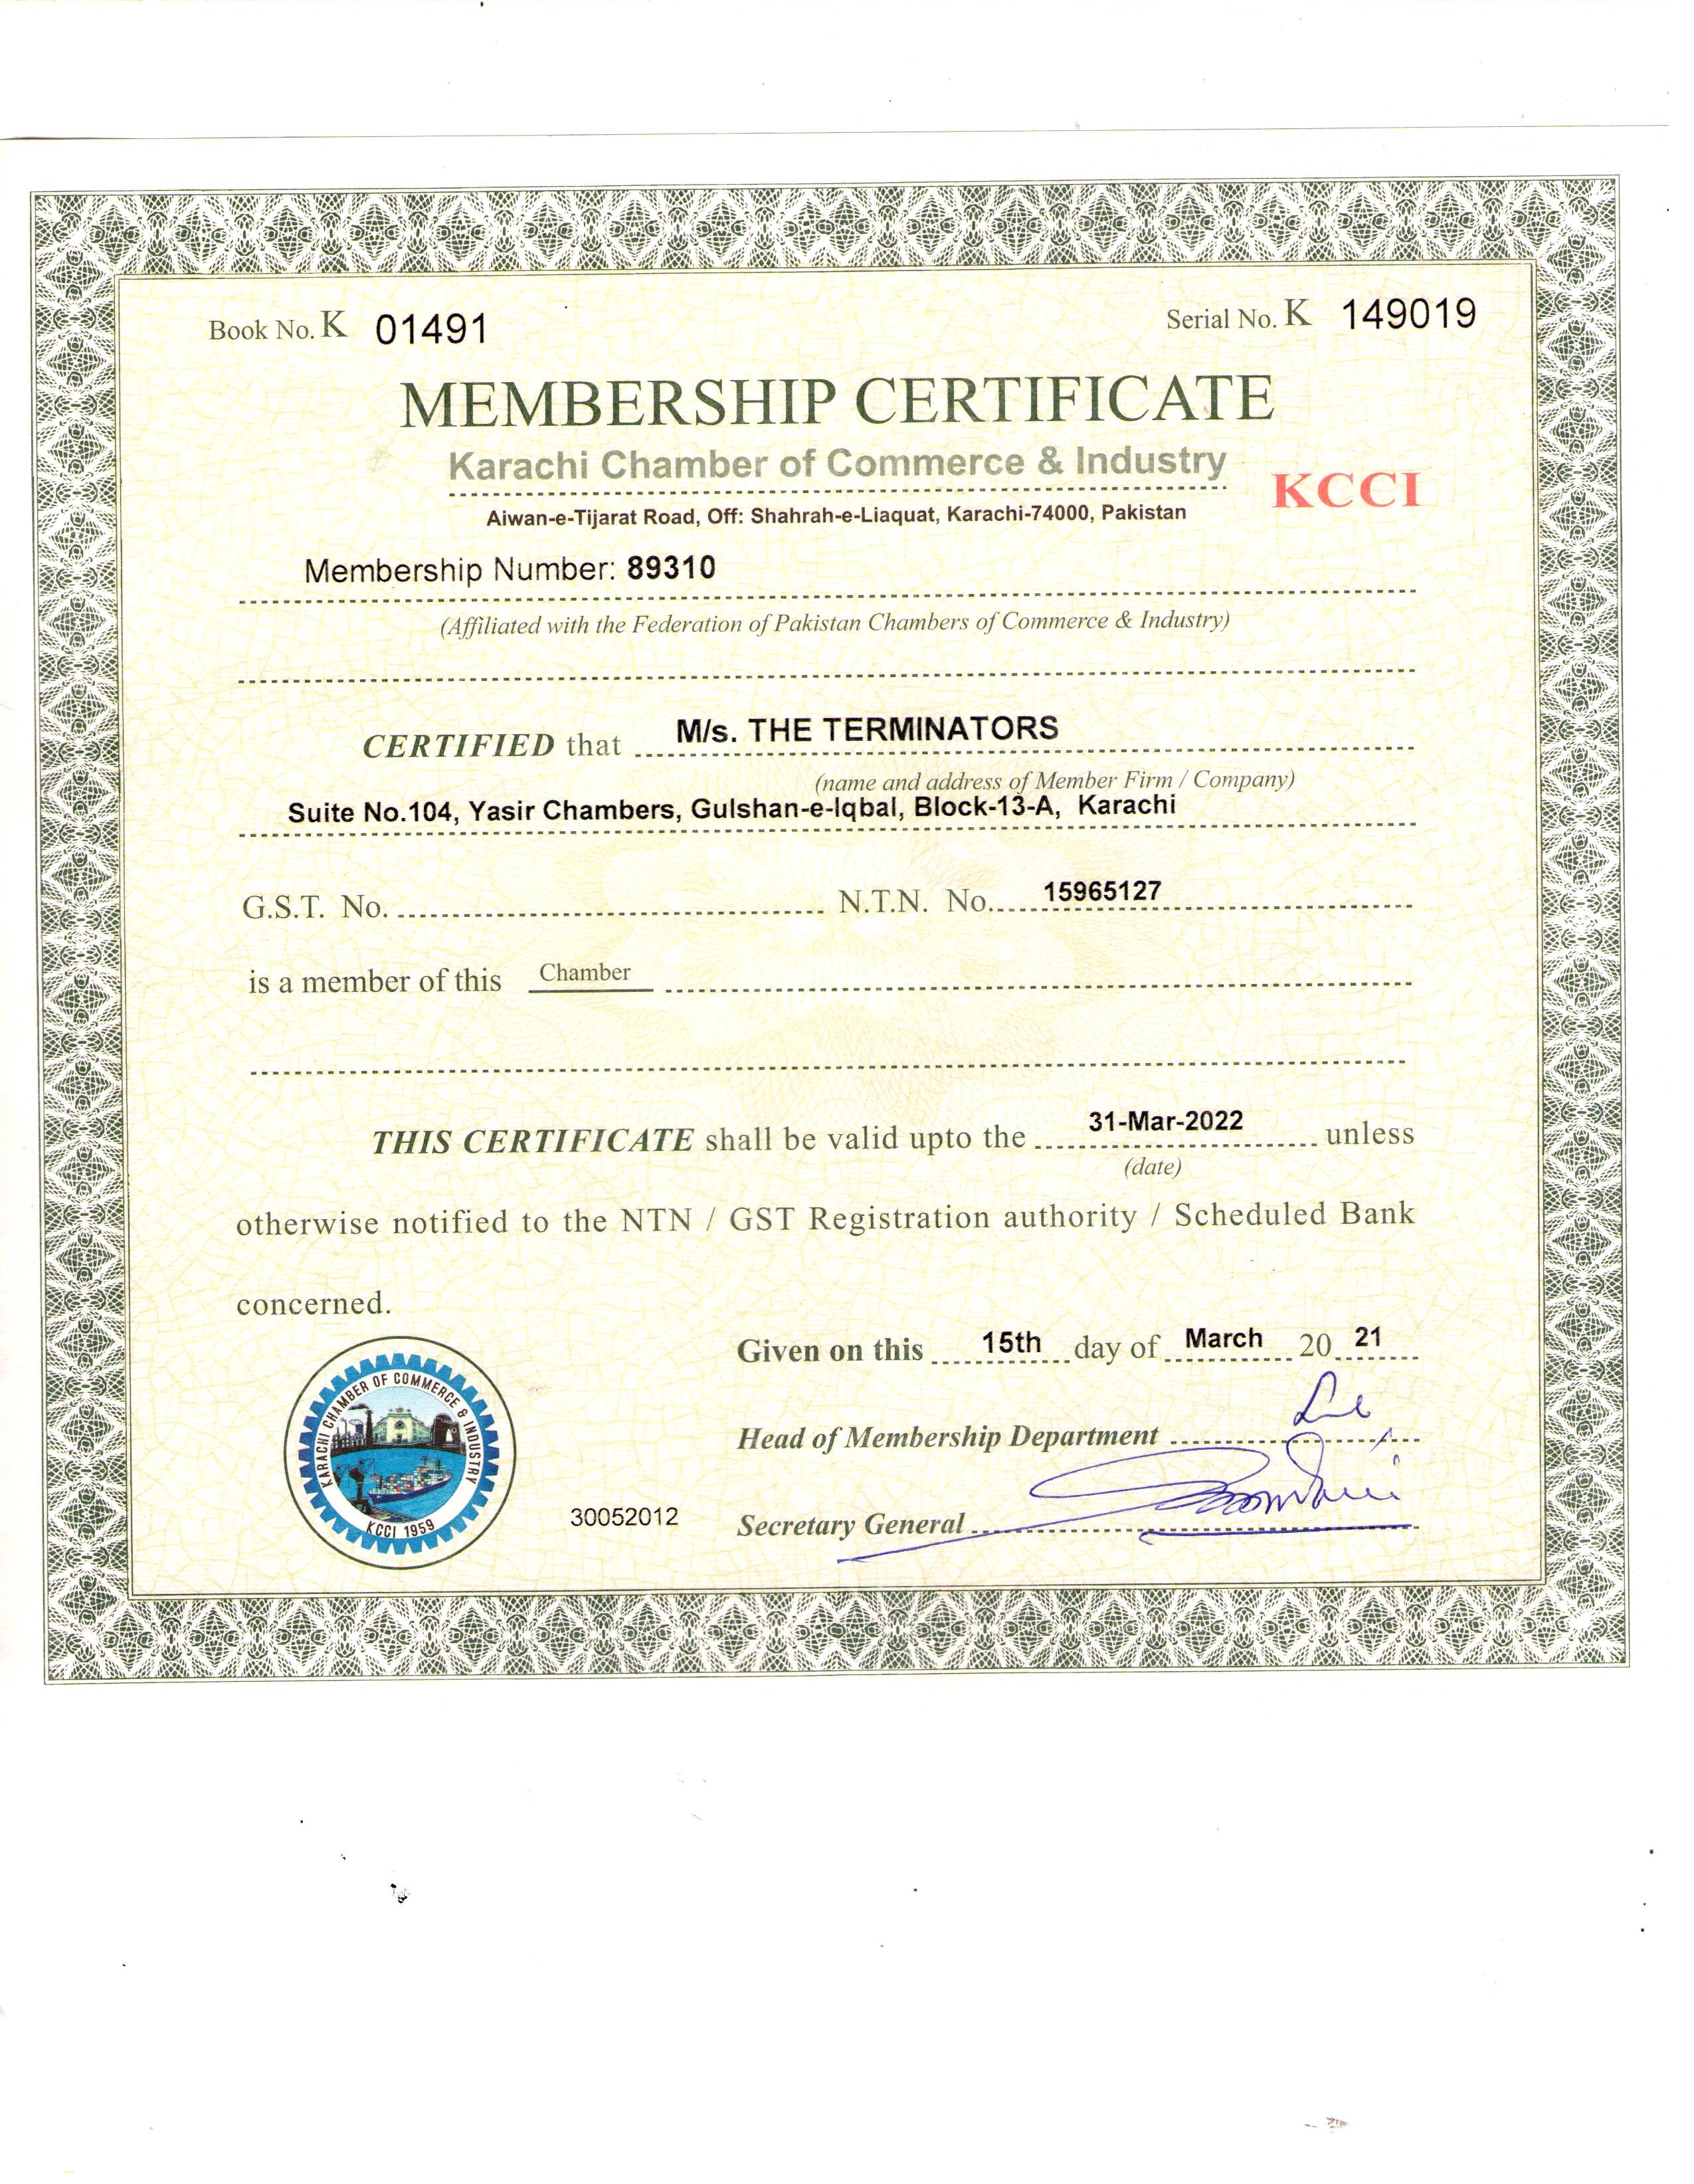 Book No. K 01491
Serial No. K 149019
MEMBERSHIP CERTIFICATE
Karachi Chamber of Commerce & Industry
KCCI
Aiwan-e-Tijarat Road, Off: Shahrah-e-Liaquat, Karachi-74000, Pakistan
Membership Number: 89310
(Affiliated with the Federation of Pakistan Chambers of Commerce & Industry)
CERTIFIED that M/s. THE TERMINATORS
(name and address of Member Firm / Company)
Suite No.104, Yasir Chambers, Gulshan-e-Iqbal, Block-13-A, Karachi
G.S.T. No. N.T.N. No. 15965127
is a member of this Chamber
THIS CERTIFICATE shall be valid upto the 31-Mar-2022 unless
(date)
otherwise notified to the NTN / GST Registration authority / Scheduled Bank
concerned.
Given on this 15th day of March 20 21
Head of Membership Department
Secretary General
30052012
KARACHI CHAMBER OF COMMERCE & INDUSTRY
KCCI 1959